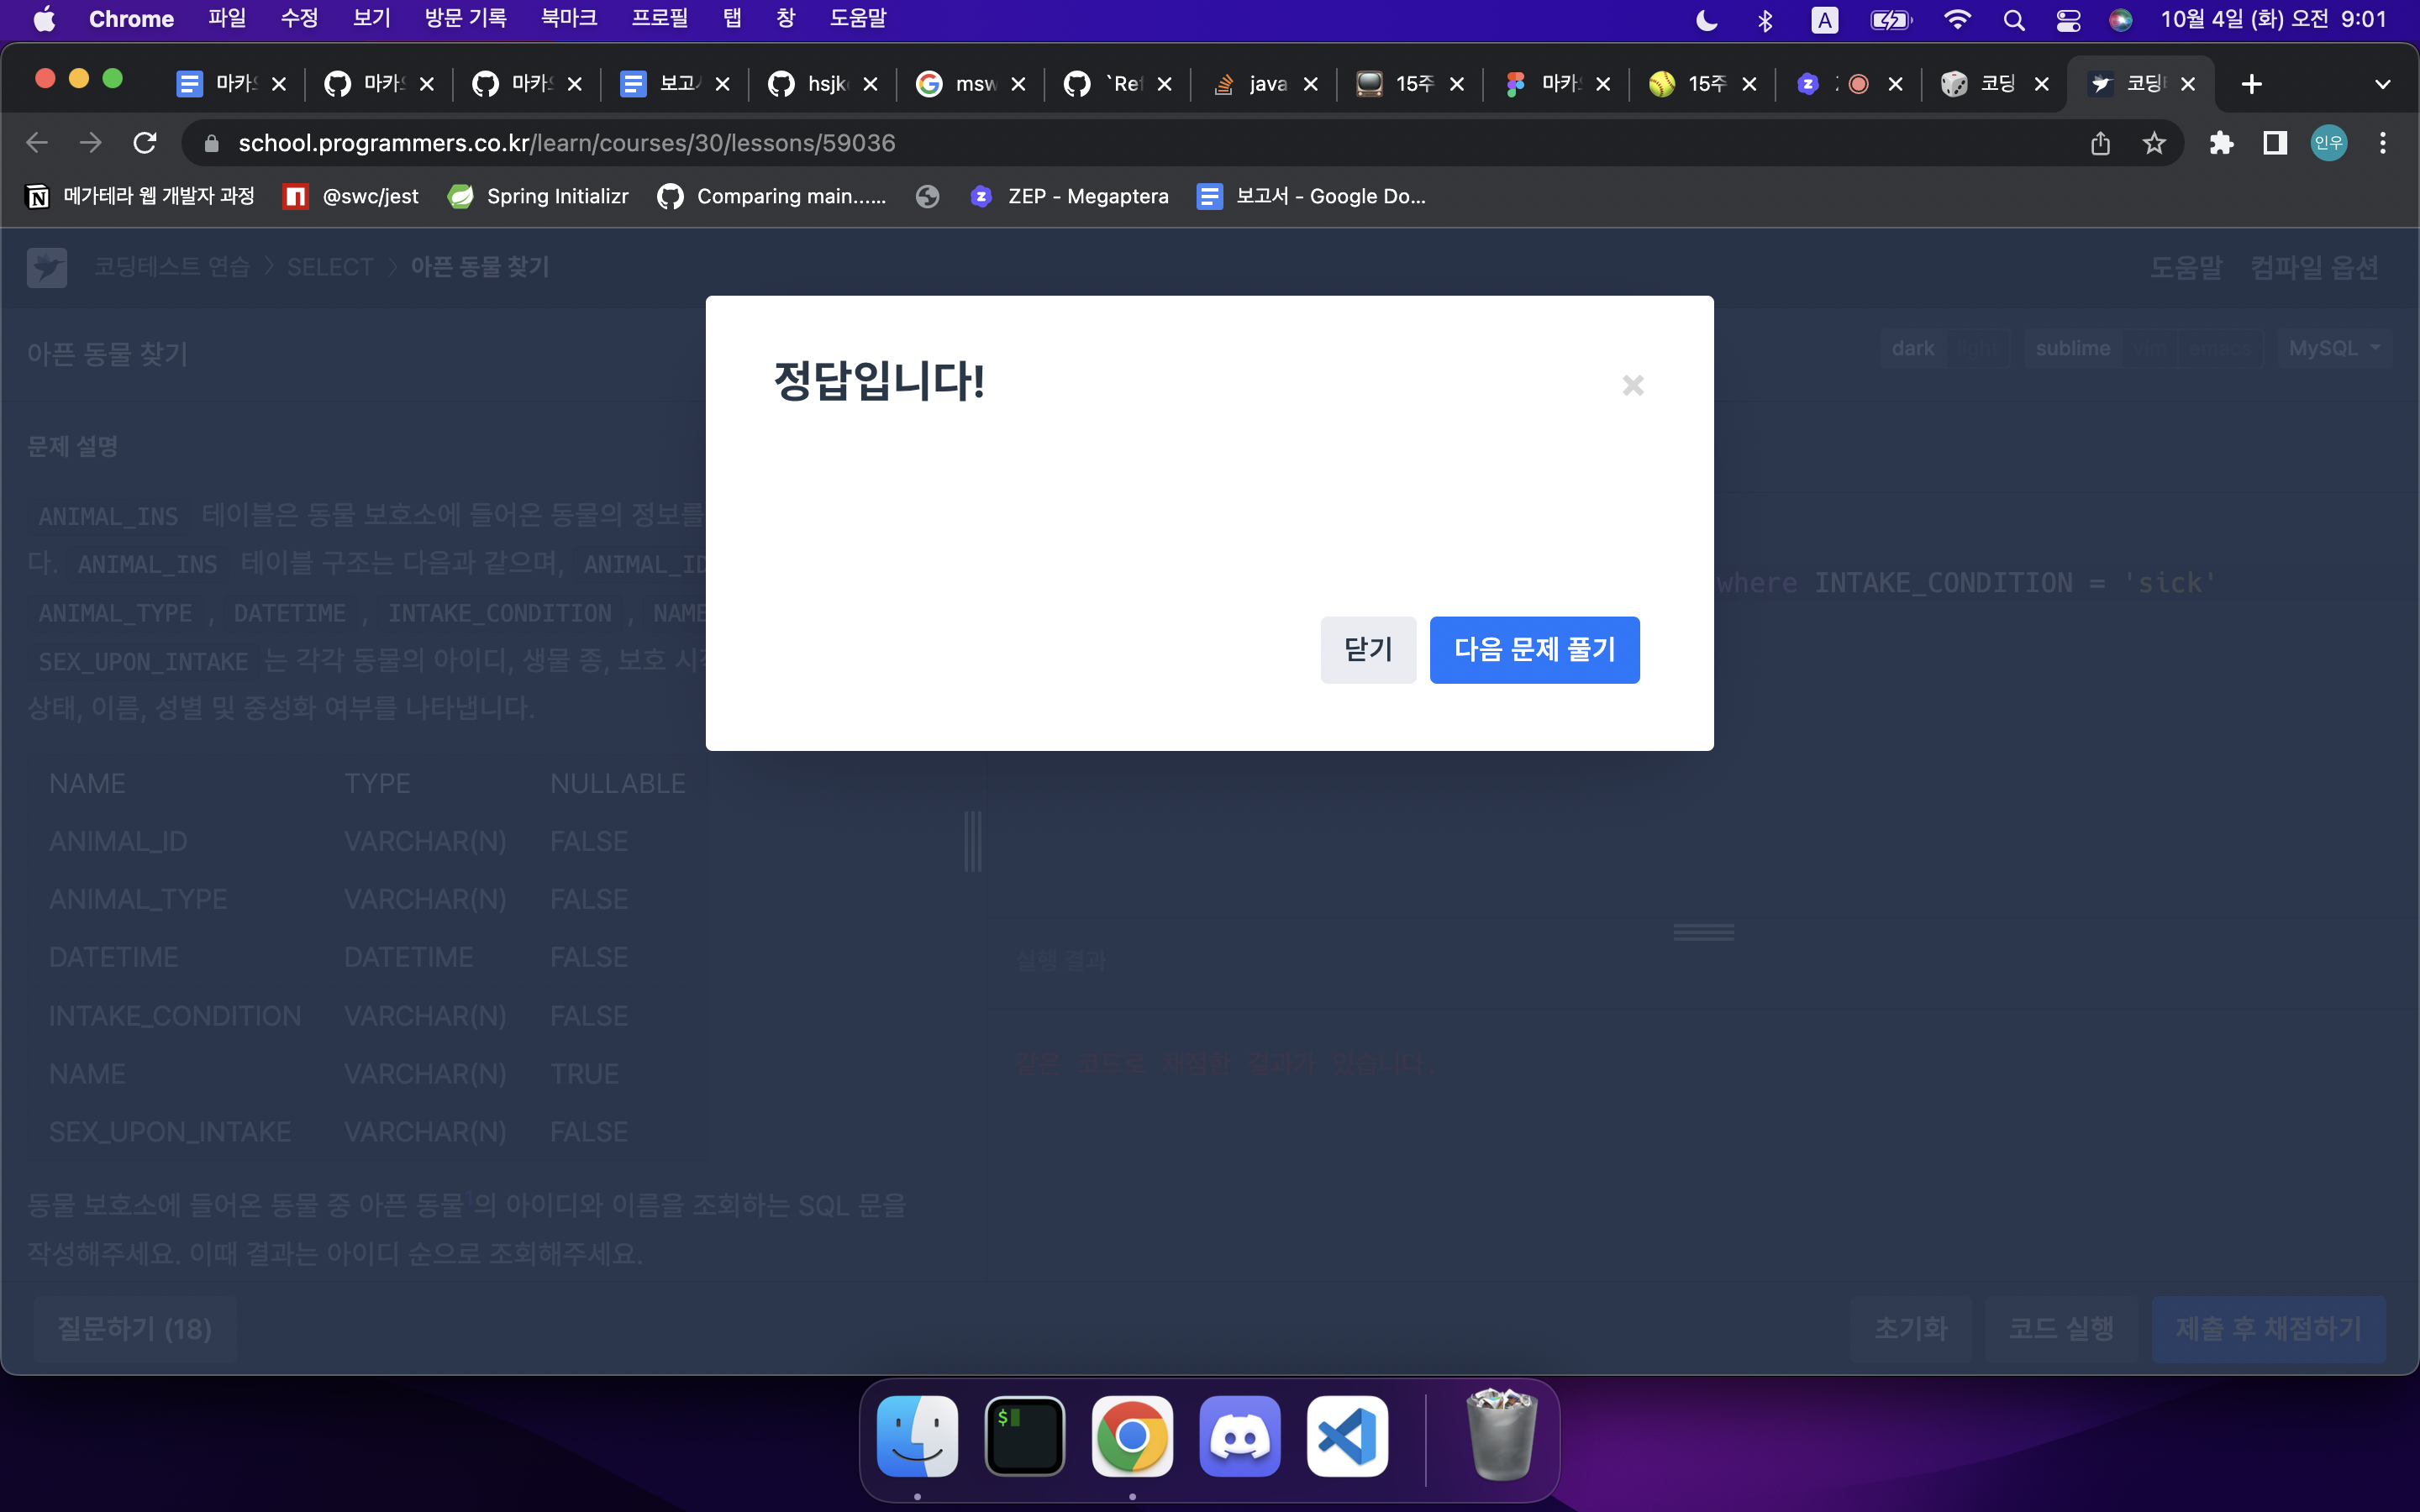 Chrome 파일 수정 보기 방문 기록 북마크 프로필 탭 창 도움말 A 10월 4일 (화) 오전 9:01
마카 마카 마카 보고 hsjk msw `Ref java 15주 마카 15주 코딩 코딩
school.programmers.co.kr/learn/courses/30/lessons/59036 인우
메가테라 웹 개발자 과정 @swc/jest Spring Initializr Comparing main...... ZEP - Megaptera 보고서 - Google Do...
코딩테스트 연습 SELECT 아픈 동물 찾기 도움말 컴파일 옵션
아픈 동물 찾기 dark light sublime vim emacs MySQL
정답입니다!
문제 설명
ANIMAL_INS 테이블은 동물 보호소에 들어온 동물의 정보를
다. ANIMAL_INS 테이블 구조는 다음과 같으며, ANIMAL_ID
where INTAKE_CONDITION = 'sick'
ANIMAL_TYPE , DATETIME , INTAKE_CONDITION , NAME
SEX_UPON_INTAKE 는 각각 동물의 아이디, 생물 종, 보호 시
상태, 이름, 성별 및 중성화 여부를 나타냅니다.
닫기 다음 문제 풀기
NAME TYPE NULLABLE
ANIMAL_ID VARCHAR(N) FALSE
ANIMAL_TYPE VARCHAR(N) FALSE
DATETIME DATETIME FALSE
INTAKE_CONDITION VARCHAR(N) FALSE
NAME VARCHAR(N) TRUE
SEX_UPON_INTAKE VARCHAR(N) FALSE
실행 결과
같은 코드로 채점한 결과가 있습니다.
동물 보호소에 들어온 동물 중 아픈 동물1의 아이디와 이름을 조회하는 SQL 문을
작성해주세요. 이때 결과는 아이디 순으로 조회해주세요.
질문하기 (18) 초기화 코드 실행 제출 후 채점하기